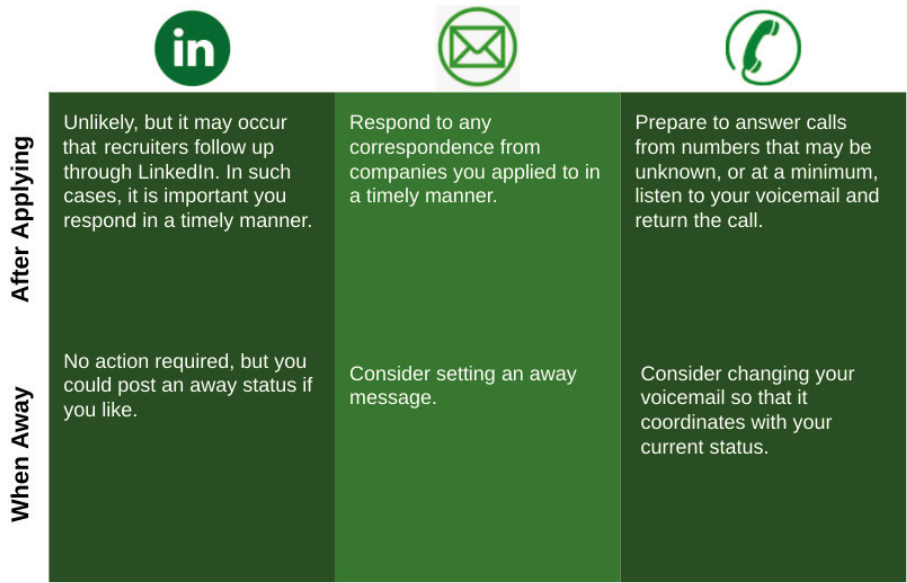 in
After Applying
Unlikely, but it may occur
that recruiters follow up
through LinkedIn. In such
cases, it is important you
respond in a timely manner.
Respond to any
correspondence from
companies you applied to in
a timely manner.
Prepare to answer calls
from numbers that may be
unknown, or at a minimum,
listen to your voicemail and
return the call.
When Away
No action required, but you
could post an away status if
you like.
Consider setting an away
message.
Consider changing your
voicemail so that it
coordinates with your
current status.